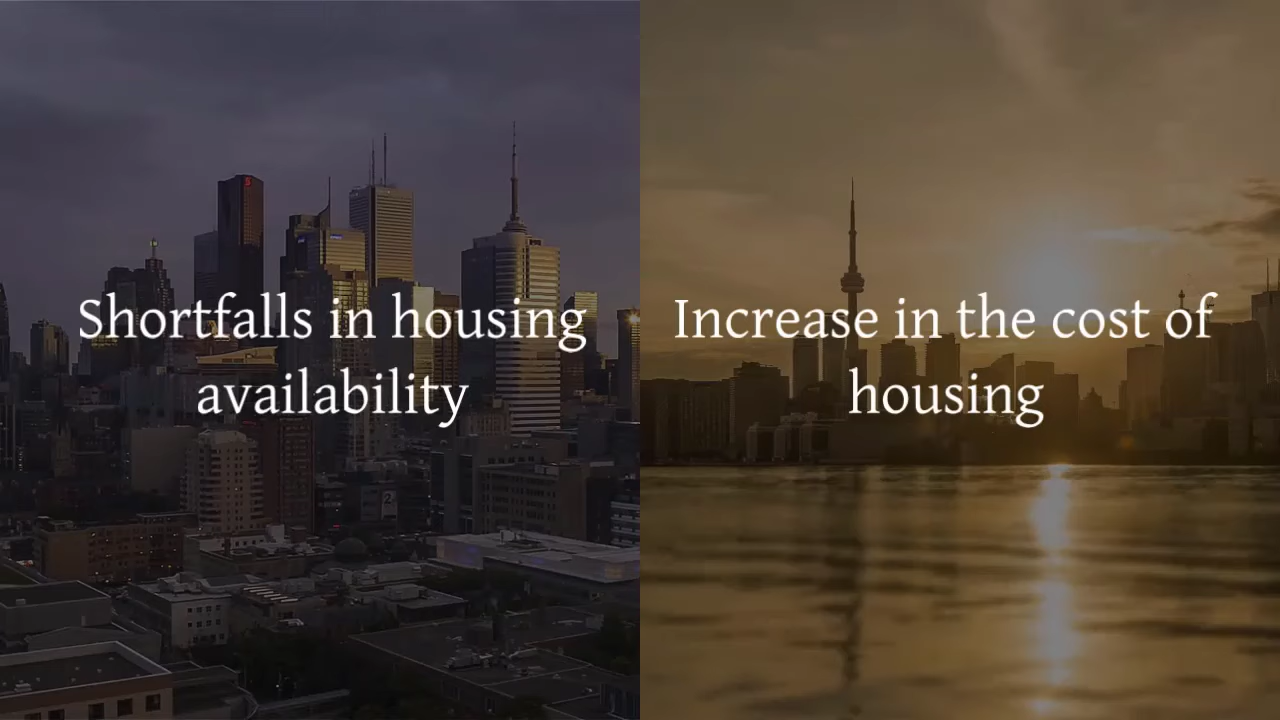 Shortfalls in housing
availability
Increase in the cost of
housing